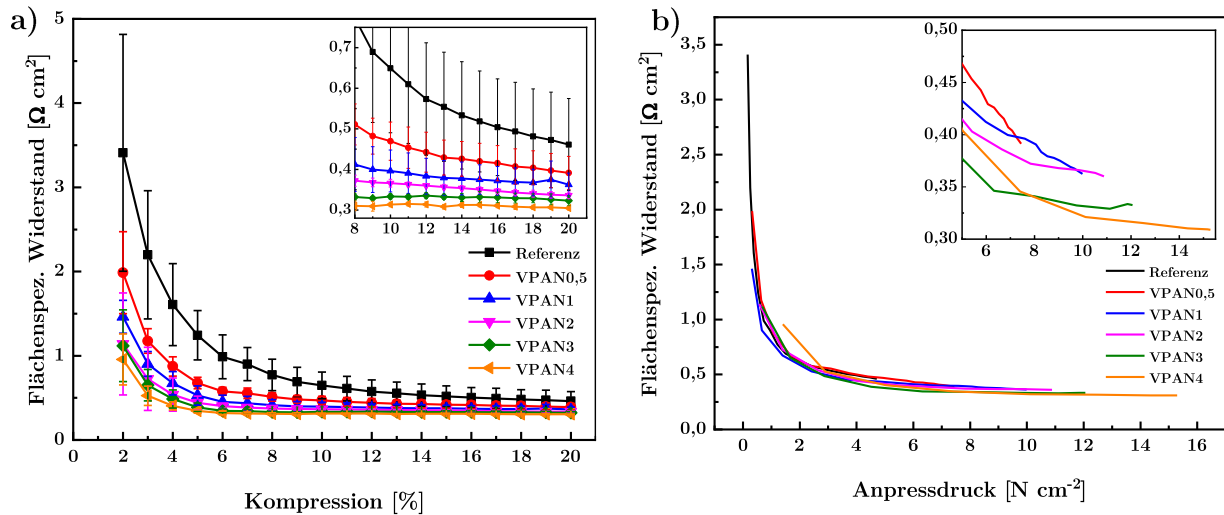 a)
Flächenspez. Widerstand [Ω cm²]
5
4
3
2
1
0
0 2 4 6 8 10 12 14 16 18 20
Kompression [%]
0,7
0,6
0,5
0,4
0,3
8 10 12 14 16 18 20
Referenz
VPAN0,5
VPAN1
VPAN2
VPAN3
VPAN4
b)
Flächenspez. Widerstand [Ω cm²]
3,5
3,0
2,5
2,0
1,5
1,0
0,5
0,0
0 2 4 6 8 10 12 14 16
Anpressdruck [N cm⁻²]
0,50
0,45
0,40
0,35
0,30
6 8 10 12 14
Referenz
VPAN0,5
VPAN1
VPAN2
VPAN3
VPAN4